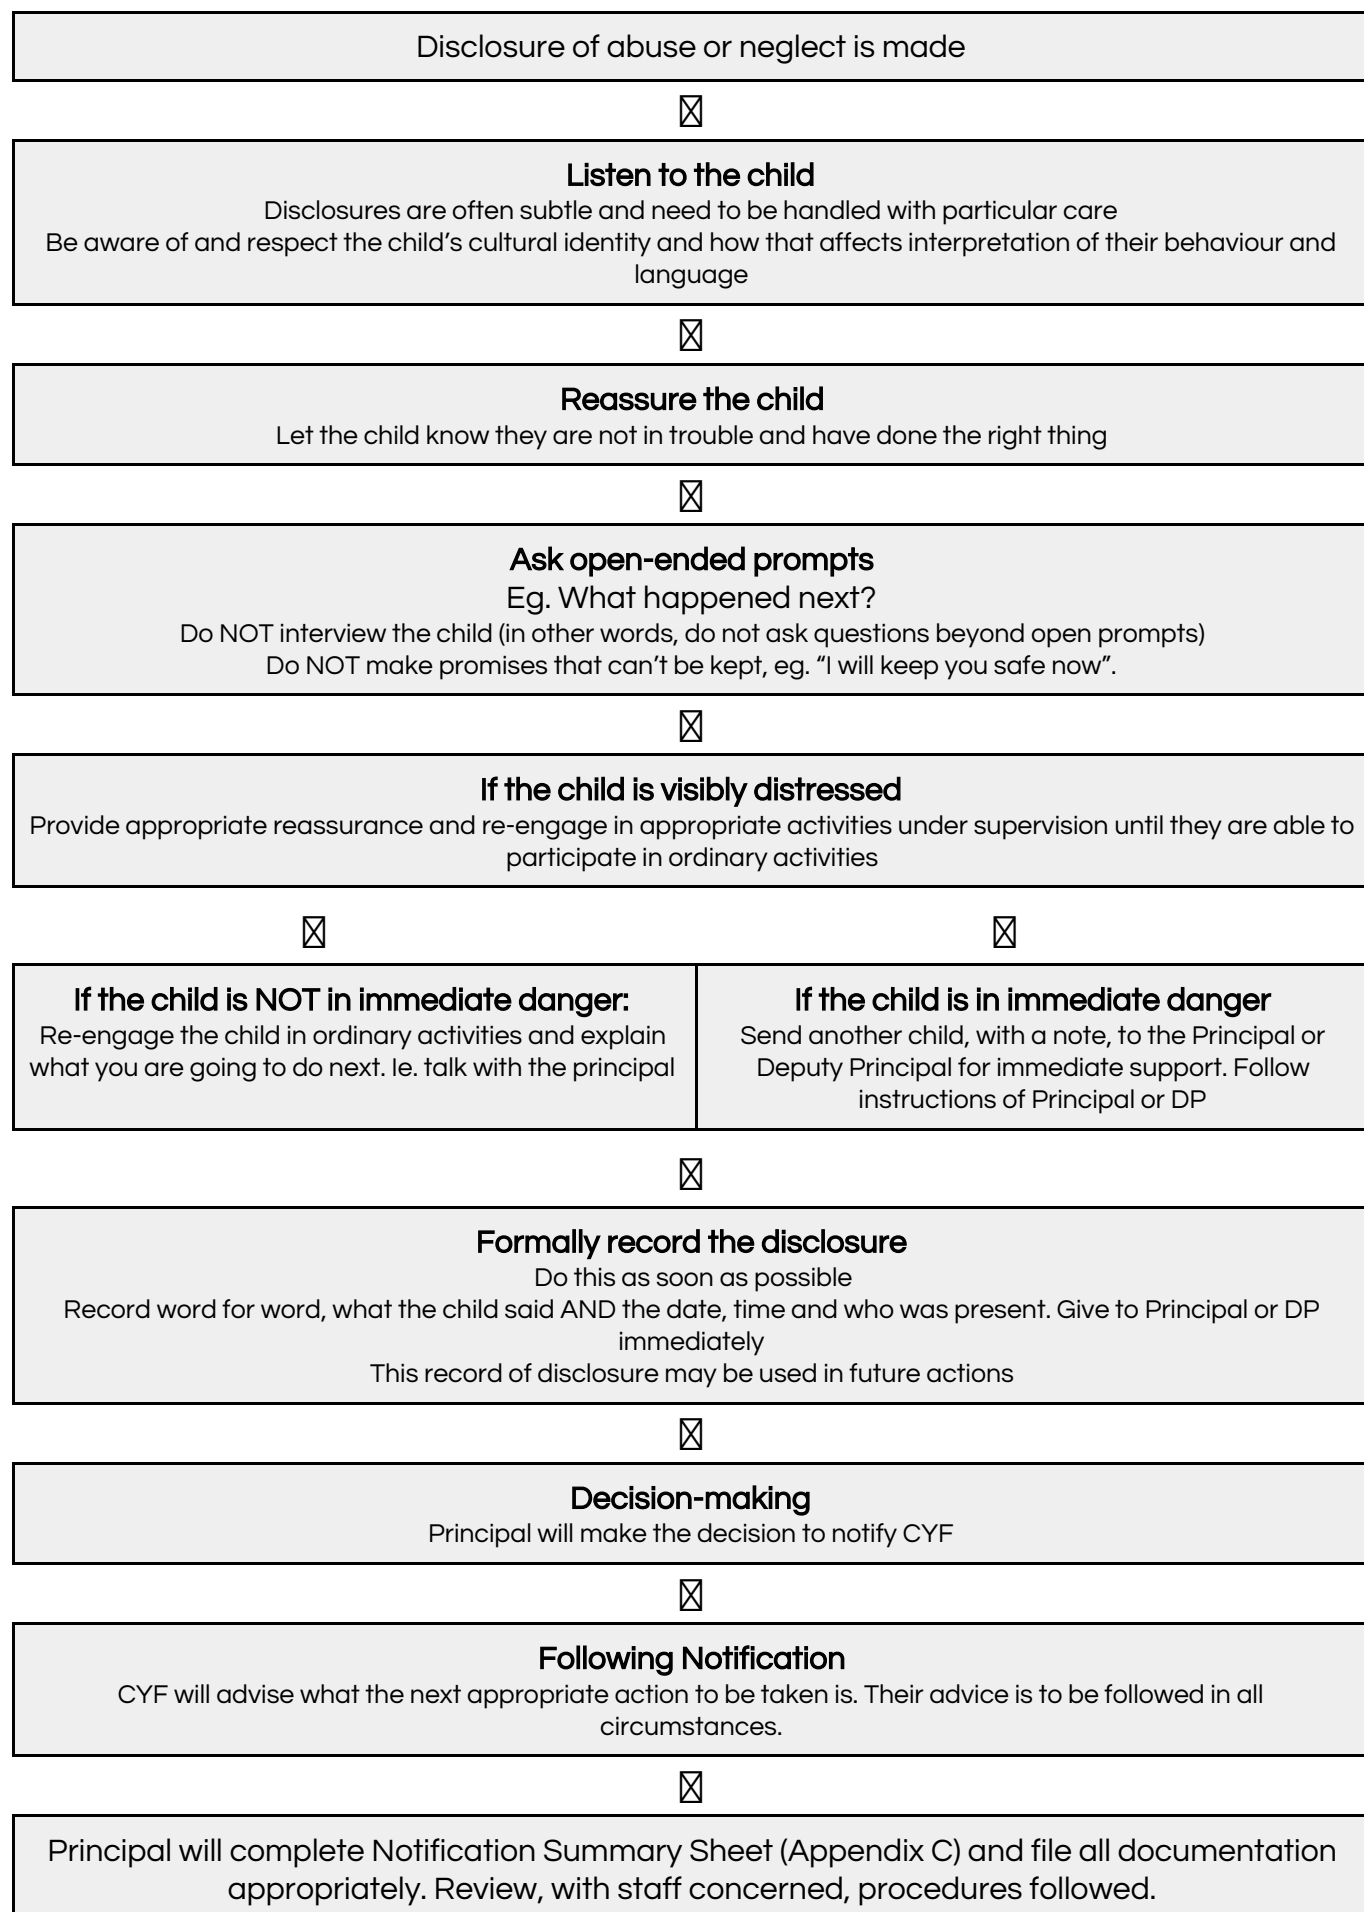 Disclosure of abuse or neglect is made
Listen to the child
Disclosures are often subtle and need to be handled with particular care
Be aware of and respect the child’s cultural identity and how that affects interpretation of their behaviour and
language
Reassure the child
Let the child know they are not in trouble and have done the right thing
Ask open-ended prompts
Eg. What happened next?
Do NOT interview the child (in other words, do not ask questions beyond open prompts)
Do NOT make promises that can’t be kept, eg. “I will keep you safe now”.
If the child is visibly distressed
Provide appropriate reassurance and re-engage in appropriate activities under supervision until they are able to
participate in ordinary activities
If the child is NOT in immediate danger:
Re-engage the child in ordinary activities and explain
what you are going to do next. Ie. talk with the principal
If the child is in immediate danger
Send another child, with a note, to the Principal or
Deputy Principal for immediate support. Follow
instructions of Principal or DP
Formally record the disclosure
Do this as soon as possible
Record word for word, what the child said AND the date, time and who was present. Give to Principal or DP
immediately
This record of disclosure may be used in future actions
Decision-making
Principal will make the decision to notify CYF
Following Notification
CYF will advise what the next appropriate action to be taken is. Their advice is to be followed in all
circumstances.
Principal will complete Notification Summary Sheet (Appendix C) and file all documentation
appropriately. Review, with staff concerned, procedures followed.